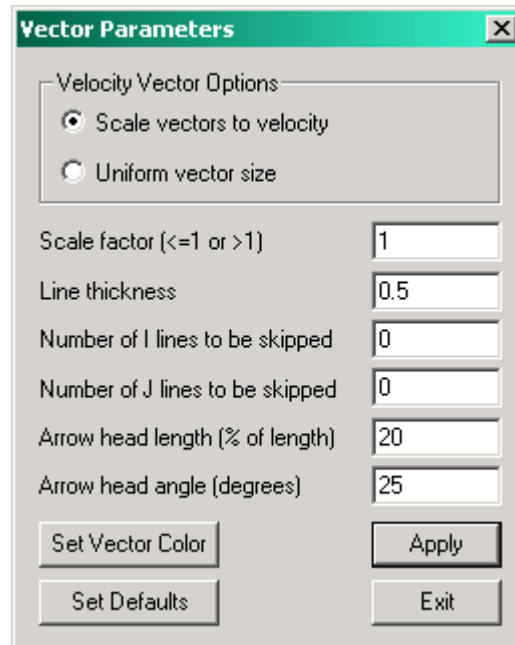 Vector Parameters
Velocity Vector Options
Scale vectors to velocity
Uniform vector size
Scale factor (<=1 or >1) 1
Line thickness 0.5
Number of I lines to be skipped 0
Number of J lines to be skipped 0
Arrow head length (% of length) 20
Arrow head angle (degrees) 25
Set Vector Color Apply
Set Defaults Exit